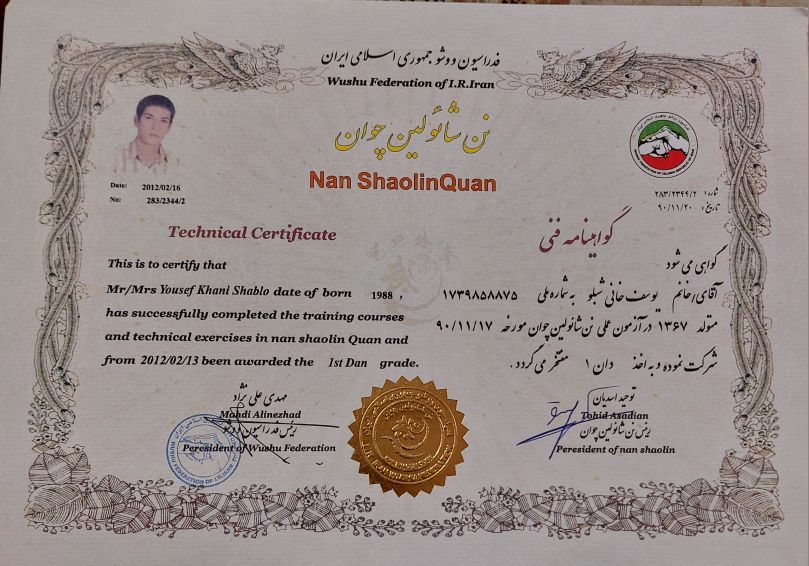 فدراسیون ووشو جمهوری اسلامی ایران
Wushu Federation of I.R.Iran
نن شائولین چوان
Nan ShaolinQuan
Date: 2012/02/16
No: 283/2344/2
شماره: ۲۸۳/۲۳۴۴/۲
تاریخ: ۹۰/۱۱/۲۰
Technical Certificate
This is to certify that
Mr/Mrs Yousef Khani Shablo date of born 1988 ,
has successfully completed the training courses
and technical exercises in nan shaolin Quan and
from 2012/02/13 been awarded the 1st Dan grade.
گواهینامه فنی
گواهی می شود
آقای/خانم یوسف خانی شبلو به شماره ملی ۱۷۳۹۸۵۸۸۷۵
متولد ۱۳۶۷ در آزمون عملی نن شائولین چوان مورخه ۹۰/۱۱/۱۷
شرکت نموده و به اخذ دان ۱ مفتخر می گردد.
مهدی علی نژاد
Mahdi Alinezhad
رئیس فدراسیون ووشو
Peresident of Wushu Federation
توحید اسدیان
Tohid Asadian
رئیس نن شائولین چوان
Peresident of nan shaolin